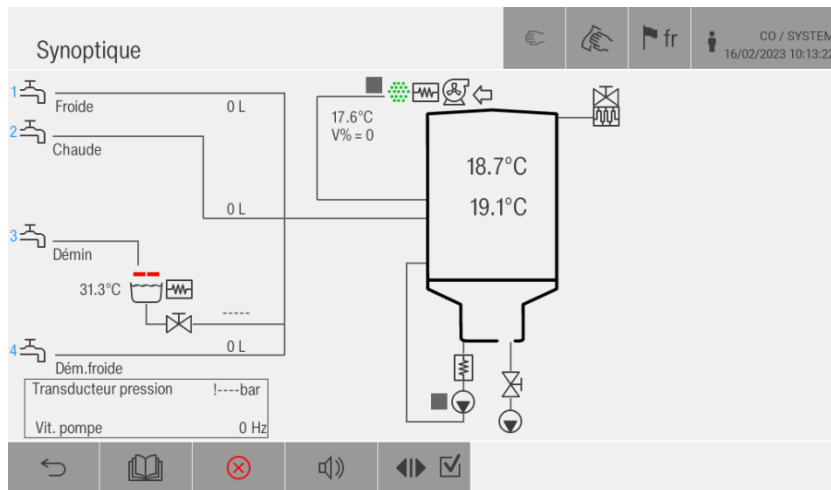 Synoptique
fr
CO / SYSTEM
16/02/2023 10:13:22
1
Froide
0 L
17.6°C
V% = 0
2
Chaude
18.7°C
19.1°C
0 L
3
Démin
31.3°C
-----
4
0 L
Dém.froide
Transducteur pression !----bar
Vit. pompe 0 Hz